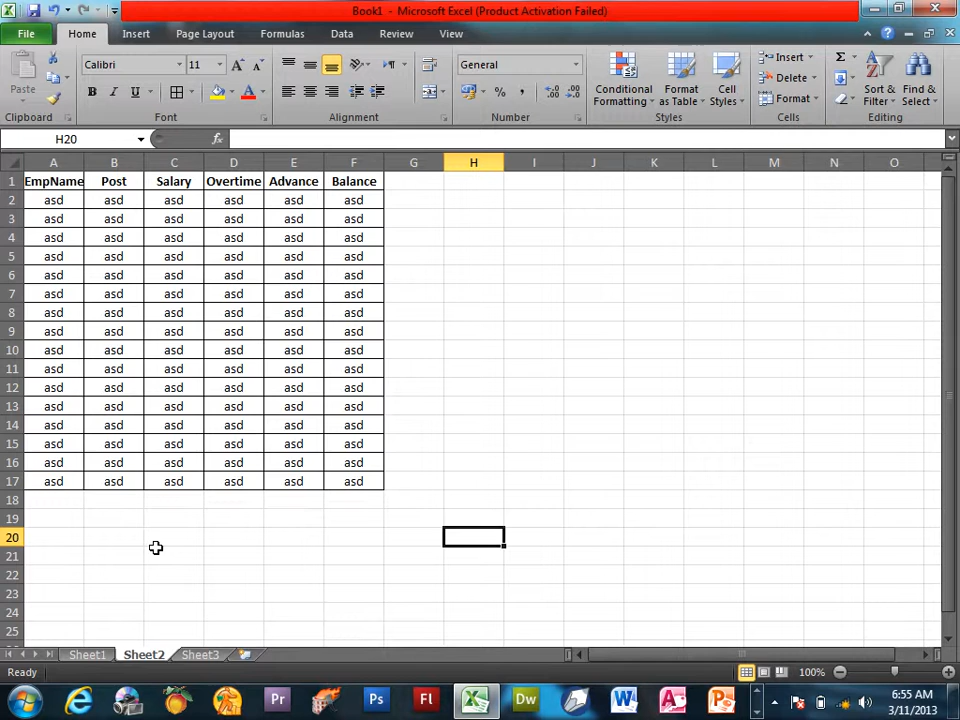 Book1 - Microsoft Excel (Product Activation Failed)
File Home Insert Page Layout Formulas Data Review View
Paste
Calibri 11
B I U
A A
General
% ,
Conditional Formatting
Format as Table
Cell Styles
Insert
Delete
Format
Σ
Sort & Filter
Find & Select
Clipboard Font Alignment Number Styles Cells Editing
H20 fx
A B C D E F G H I J K L M N O
1 EmpName Post Salary Overtime Advance Balance
2 asd asd asd asd asd asd
3 asd asd asd asd asd asd
4 asd asd asd asd asd asd
5 asd asd asd asd asd asd
6 asd asd asd asd asd asd
7 asd asd asd asd asd asd
8 asd asd asd asd asd asd
9 asd asd asd asd asd asd
10 asd asd asd asd asd asd
11 asd asd asd asd asd asd
12 asd asd asd asd asd asd
13 asd asd asd asd asd asd
14 asd asd asd asd asd asd
15 asd asd asd asd asd asd
16 asd asd asd asd asd asd
17 asd asd asd asd asd asd
18
19
20
21
22
23
24
25
Sheet1 Sheet2 Sheet3
Ready 100%
Pr Ps Fl Dw W A P
6:55 AM
3/11/2013